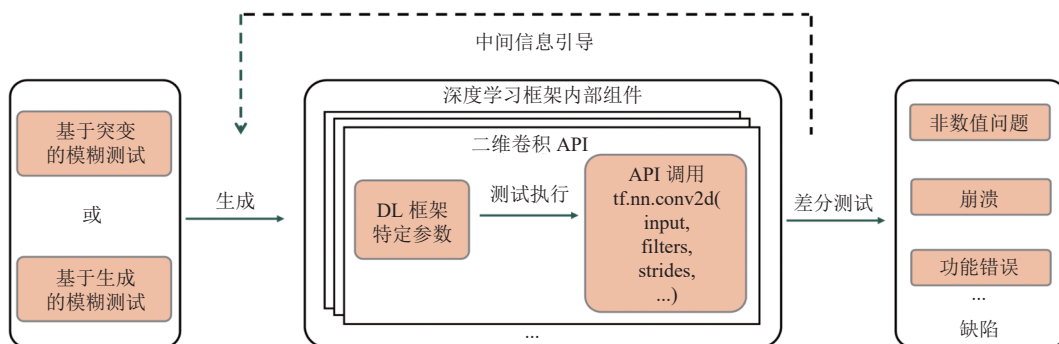 中间信息引导
基于突变
的模糊测试
或
基于生成
的模糊测试
生成
深度学习框架内部组件
二维卷积 API
DL 框架
特定参数
测试执行
API 调用
tf.nn.conv2d(
input,
filters,
strides,
...)
...
差分测试
非数值问题
崩溃
功能错误
...
缺陷